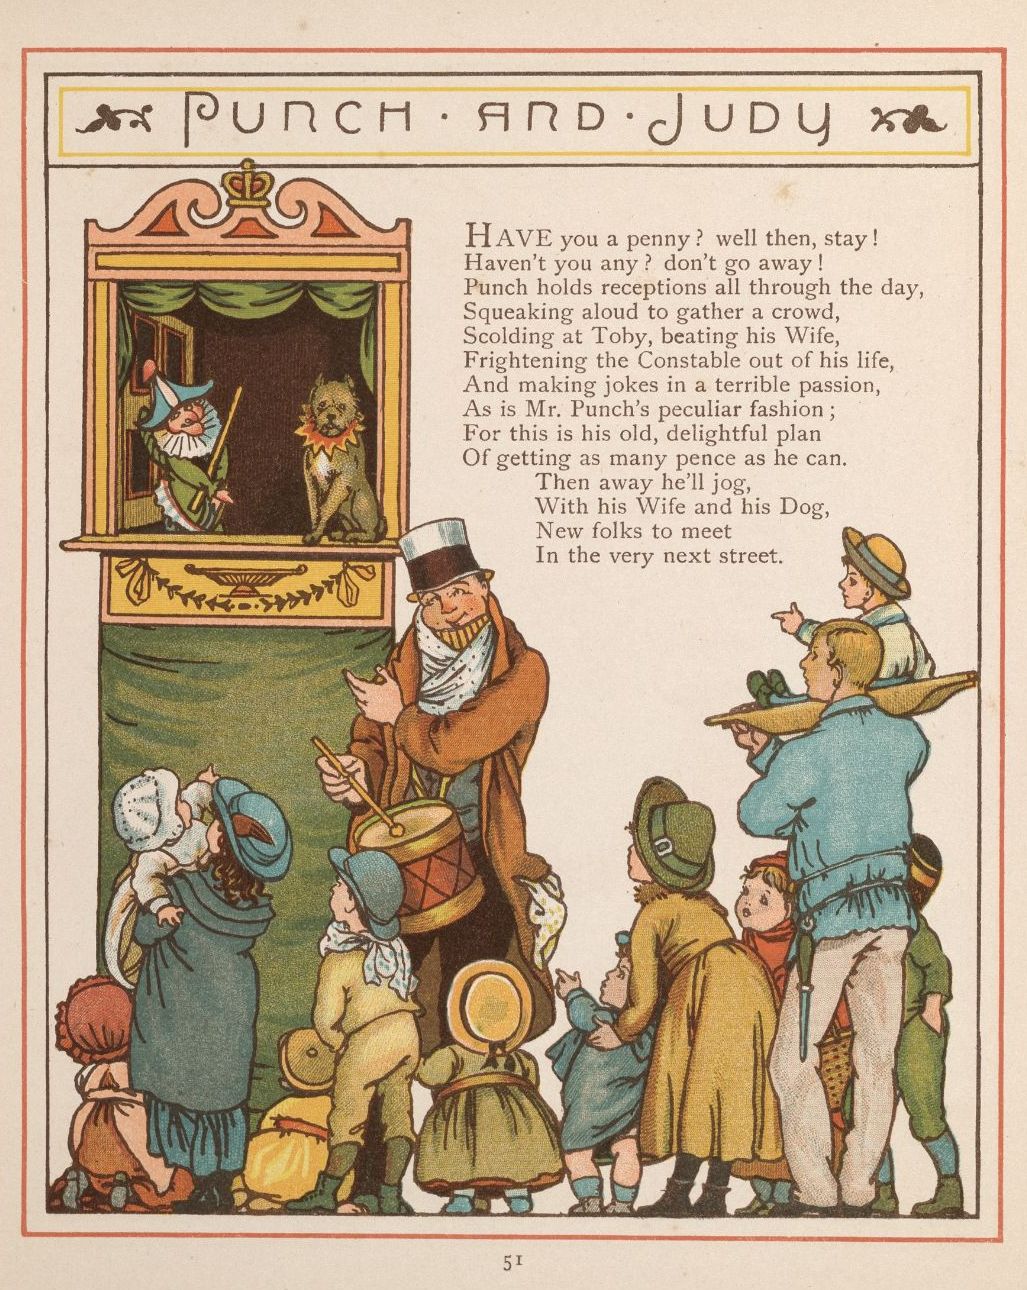 PUNCH · AND · JUDY
HAVE you a penny? well then, stay!
Haven't you any? don't go away!
Punch holds receptions all through the day,
Squeaking aloud to gather a crowd,
Scolding at Toby, beating his Wife,
Frightening the Constable out of his life,
And making jokes in a terrible passion,
As is Mr. Punch's peculiar fashion;
For this is his old, delightful plan
Of getting as many pence as he can.
Then away he'll jog,
With his Wife and his Dog,
New folks to meet
In the very next street.
51